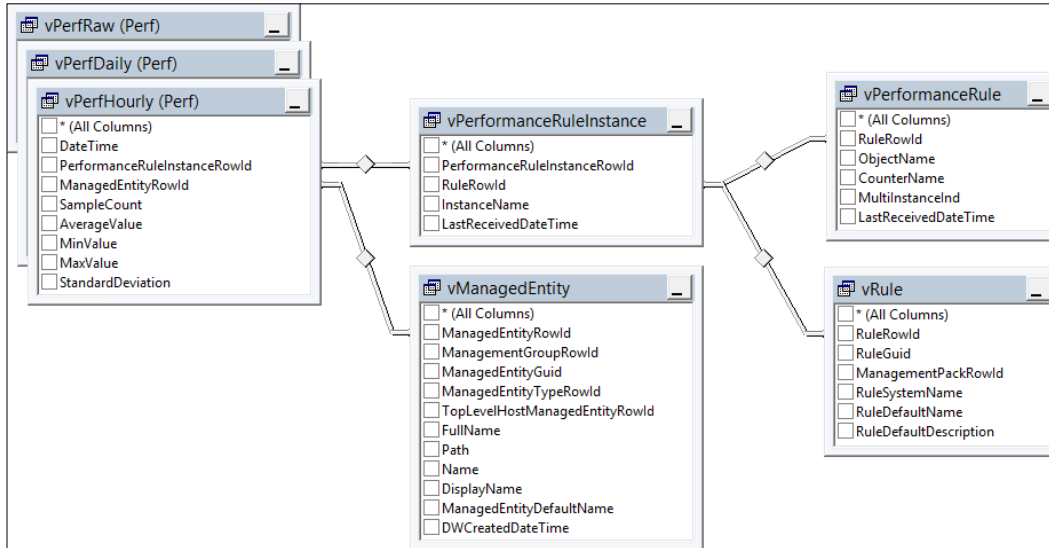 vPerfRaw (Perf)
vPerfDaily (Perf)
vPerfHourly (Perf)
* (All Columns)
DateTime
PerformanceRuleInstanceRowId
ManagedEntityRowId
SampleCount
AverageValue
MinValue
MaxValue
StandardDeviation
vPerformanceRuleInstance
* (All Columns)
PerformanceRuleInstanceRowId
RuleRowId
InstanceName
LastReceivedDateTime
vManagedEntity
* (All Columns)
ManagedEntityRowId
ManagementGroupRowId
ManagedEntityGuid
ManagedEntityTypeRowId
TopLevelHostManagedEntityRowId
FullName
Path
Name
DisplayName
ManagedEntityDefaultName
DWCreatedDateTime
vPerformanceRule
* (All Columns)
RuleRowId
ObjectName
CounterName
MultiInstanceInd
LastReceivedDateTime
vRule
* (All Columns)
RuleRowId
RuleGuid
ManagementPackRowId
RuleSystemName
RuleDefaultName
RuleDefaultDescription